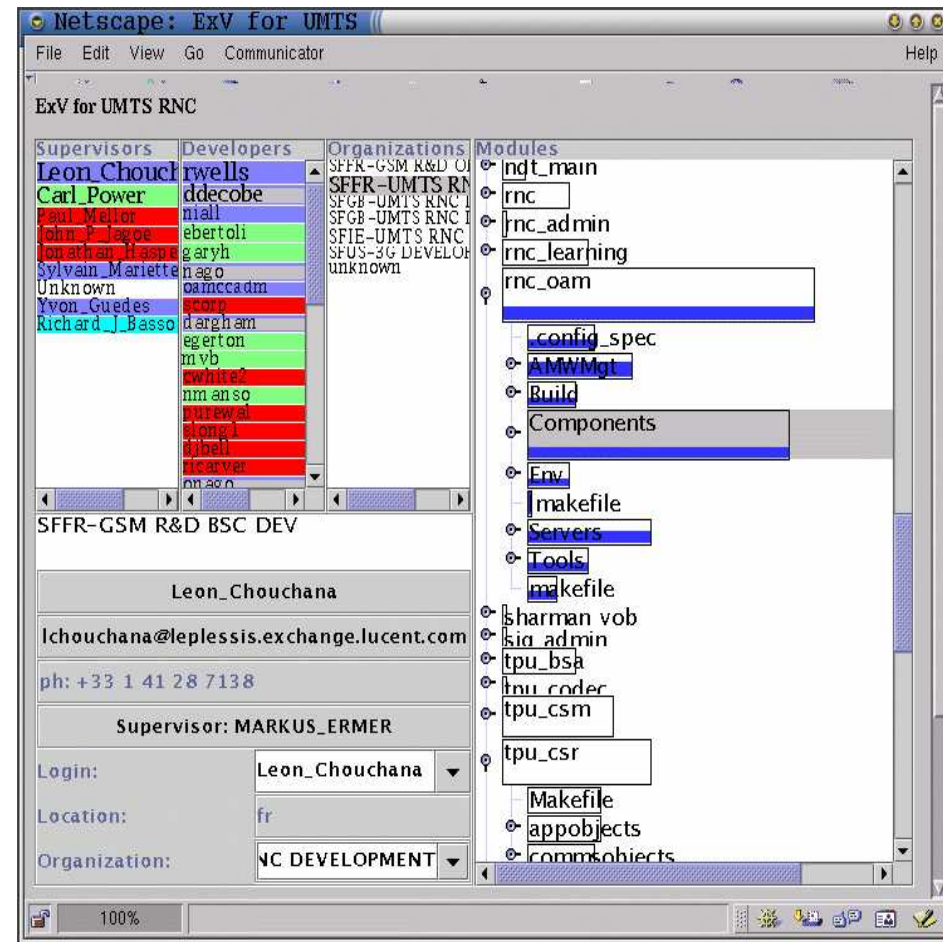 Netscape: ExV for UMTS
File Edit View Go Communicator Help
ExV for UMTS RNC
Supervisors
Leon_Chouch
Carl_Power
Paul_Mellor
John_P_Jagoe
Jonathan_Haspe
Sylvain_Mariette
Unknown
Yvon_Guedes
Richard_J_Basso
Developers
rwells
ddecobe
niall
ebertoli
garyh
nago
oamccadm
scorp
dargham
egerton
mvb
cwhite2
nmanso
purewal
slong1
djbell
ricarver
onago
Organizations
SFFR-GSM R&D
SFFR-UMTS RN
SFGB-UMTS RNC
SFGB-UMTS RNC
SFIE-UMTS RNC
SFUS-3G DEVELOP
unknown
Modules
ndt_main
rnc
rnc_admin
rnc_learning
rnc_oam
.config_spec
AMWMgt
Build
Components
Env
makefile
Servers
Tools
makefile
sharman_vob
sig_admin
tpu_bsa
tpu_codec
tpu_csm
tpu_csr
Makefile
appobjects
commsobjects
SFFR-GSM R&D BSC DEV
Leon_Chouchana
lchouchana@leplessis.exchange.lucent.com
ph: +33 1 41 28 7138
Supervisor: MARKUS_ERMER
Login: Leon_Chouchana
Location: fr
Organization: NC DEVELOPMENT
100%